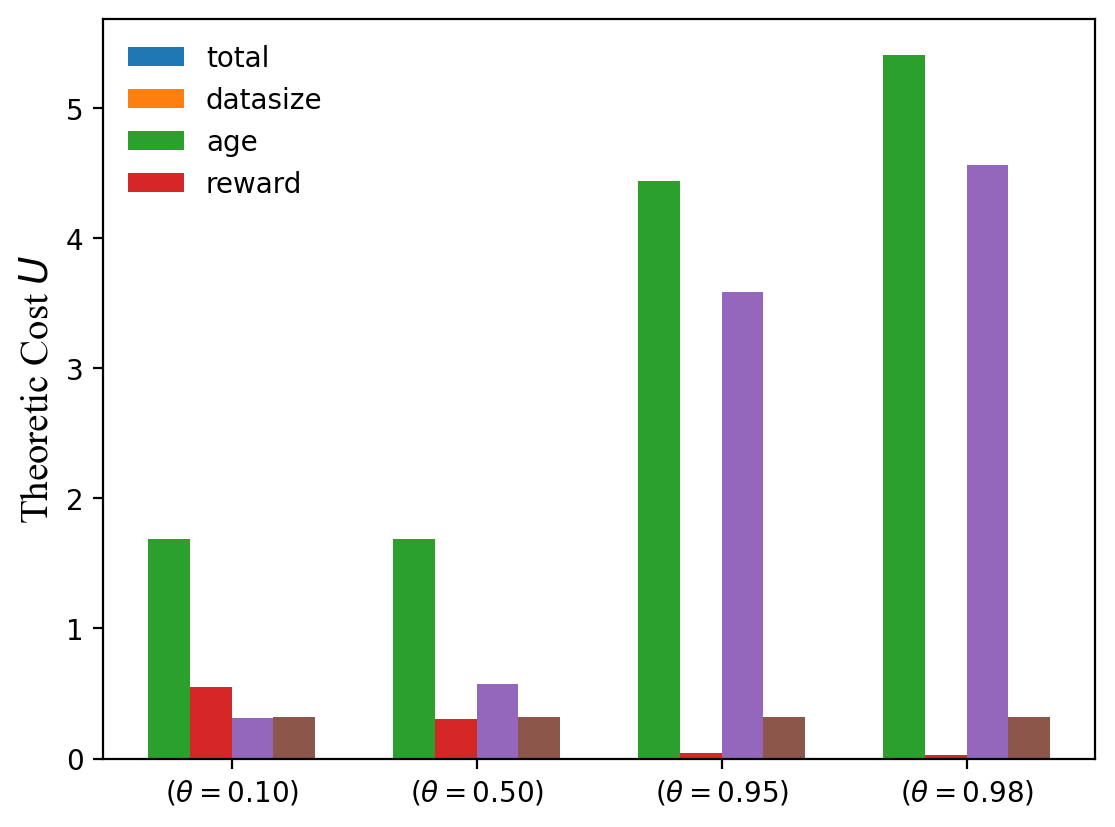 total
datasize
age
reward
Theoretic Cost U
5
4
3
2
1
0
(θ = 0.10)
(θ = 0.50)
(θ = 0.95)
(θ = 0.98)